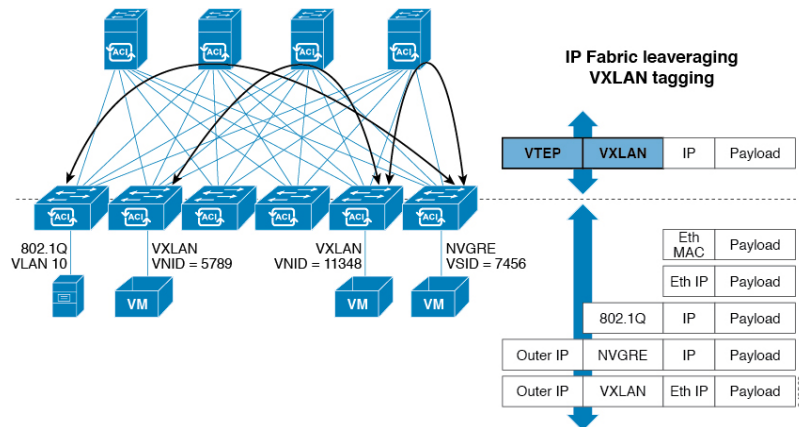 ACI ACI ACI ACI
IP Fabric leaveraging
VXLAN tagging
VTEP VXLAN IP Payload
ACI ACI ACI ACI ACI ACI
802.1Q
VLAN 10
VXLAN
VNID = 5789
VXLAN
VNID = 11348
NVGRE
VSID = 7456
VM VM VM
Eth MAC Payload
Eth IP Payload
802.1Q IP Payload
Outer IP NVGRE IP Payload
Outer IP VXLAN Eth IP Payload